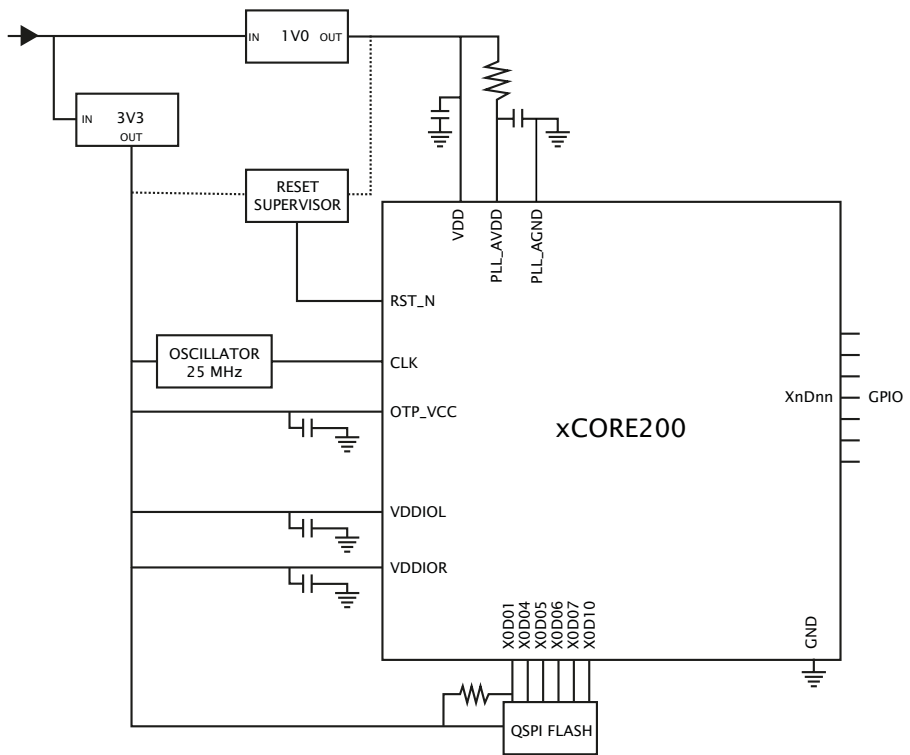 IN 1V0 OUT
IN 3V3
OUT
RESET
SUPERVISOR
VDD
PLL_AVDD
PLL_AGND
RST_N
OSCILLATOR
25 MHz
CLK
OTP_VCC
XnDnn
GPIO
xCORE200
VDDIOL
VDDIOR
X0D01
X0D04
X0D05
X0D06
X0D07
X0D10
GND
QSPI FLASH